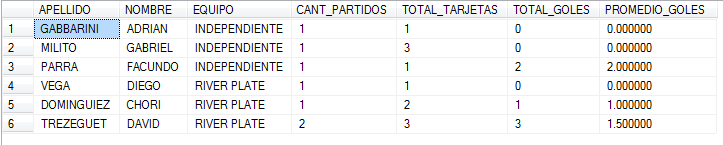 APELLIDO NOMBRE EQUIPO CANT_PARTIDOS TOTAL_TARJETAS TOTAL_GOLES PROMEDIO_GOLES
1 GABBARINI ADRIAN INDEPENDIENTE 1 1 0 0.000000
2 MILITO GABRIEL INDEPENDIENTE 1 3 0 0.000000
3 PARRA FACUNDO INDEPENDIENTE 1 1 2 2.000000
4 VEGA DIEGO RIVER PLATE 1 1 0 0.000000
5 DOMINGUIEZ CHORI RIVER PLATE 1 2 1 1.000000
6 TREZEGUET DAVID RIVER PLATE 2 3 3 1.500000